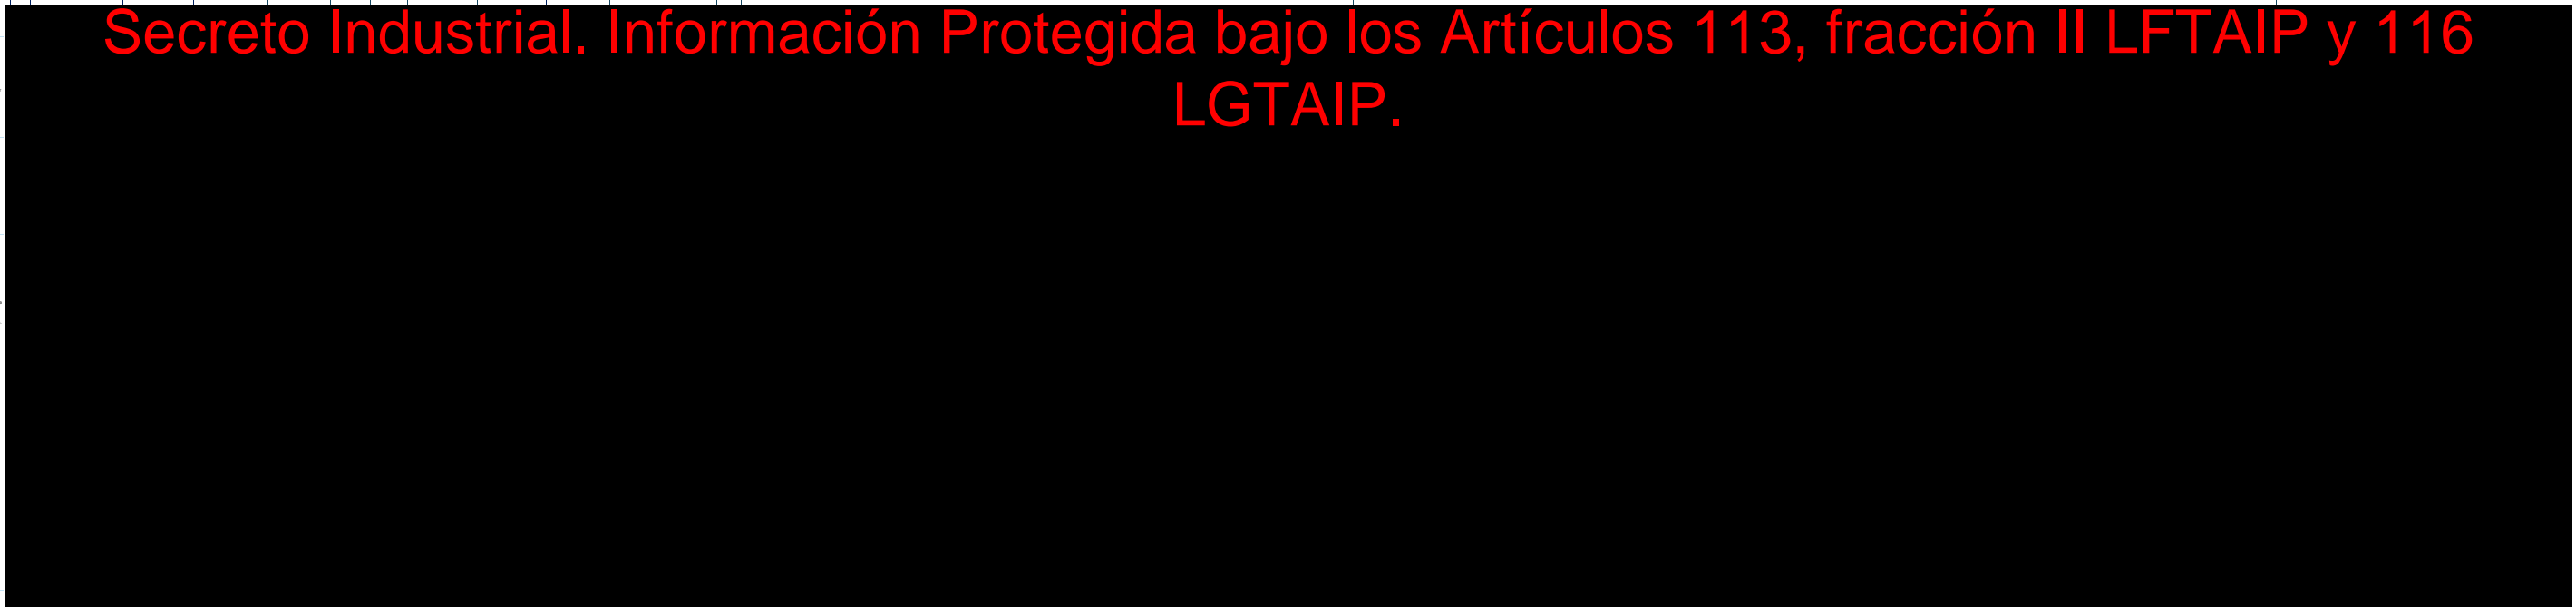 Secreto Industrial. Información Protegida bajo los Artículos 113, fracción II LFTAIP y 116
LGTAIP.